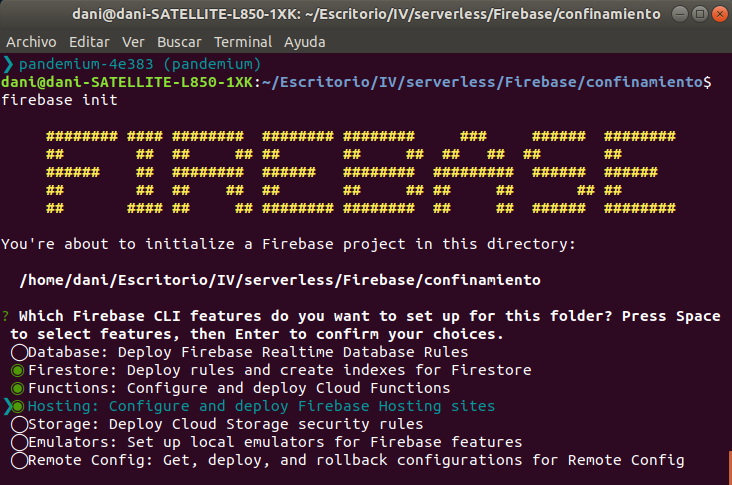 dani@dani-SATELLITE-L850-1XK: ~/Escritorio/IV/serverless/Firebase/confinamiento
Archivo Editar Ver Buscar Terminal Ayuda
❯ pandemium-4e383 (pandemium)
dani@dani-SATELLITE-L850-1XK:~/Escritorio/IV/serverless/Firebase/confinamiento$
firebase init
     ######## #### ########  ######## ########     ###     ######  ########
     ##        ##  ##     ## ##       ##     ##  ##   ##  ##       ##
     ######    ##  ########  ######   ########  #########  ######  ######
     ##        ##  ##    ##  ##       ##     ## ##     ##       ## ##
     ##       #### ##     ## ######## ########  ##     ##  ######  ########
You're about to initialize a Firebase project in this directory:
  /home/dani/Escritorio/IV/serverless/Firebase/confinamiento
? Which Firebase CLI features do you want to set up for this folder? Press Space
 to select features, then Enter to confirm your choices.
 ◯Database: Deploy Firebase Realtime Database Rules
 ◉Firestore: Deploy rules and create indexes for Firestore
 ◉Functions: Configure and deploy Cloud Functions
❯◉Hosting: Configure and deploy Firebase Hosting sites
 ◯Storage: Deploy Cloud Storage security rules
 ◯Emulators: Set up local emulators for Firebase features
 ◯Remote Config: Get, deploy, and rollback configurations for Remote Config